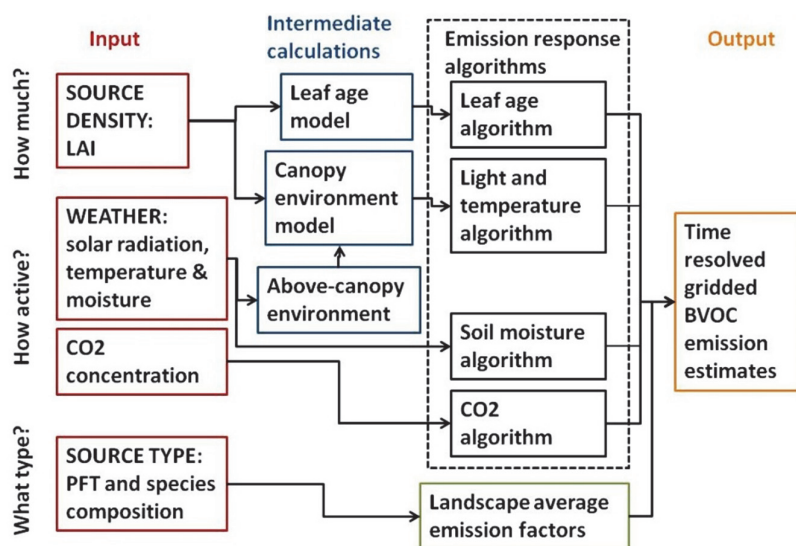 Input
Intermediate
calculations
Emission response
algorithms
Output
How much?
SOURCE
DENSITY:
LAI
Leaf age
model
Leaf age
algorithm
Canopy
environment
model
Light and
temperature
algorithm
How active?
WEATHER:
solar radiation,
temperature &
moisture
Above-canopy
environment
Soil moisture
algorithm
Time
resolved
gridded
BVOC
emission
estimates
CO2
concentration
CO2
algorithm
What type?
SOURCE TYPE:
PFT and species
composition
Landscape average
emission factors